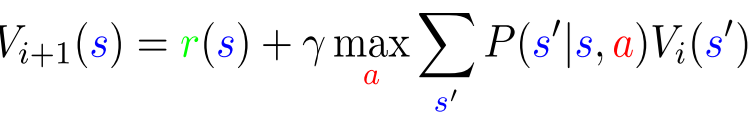 V_{i+1}(s) = r(s) + γ max_a ∑_{s′} P(s′|s, a)V_i(s′)